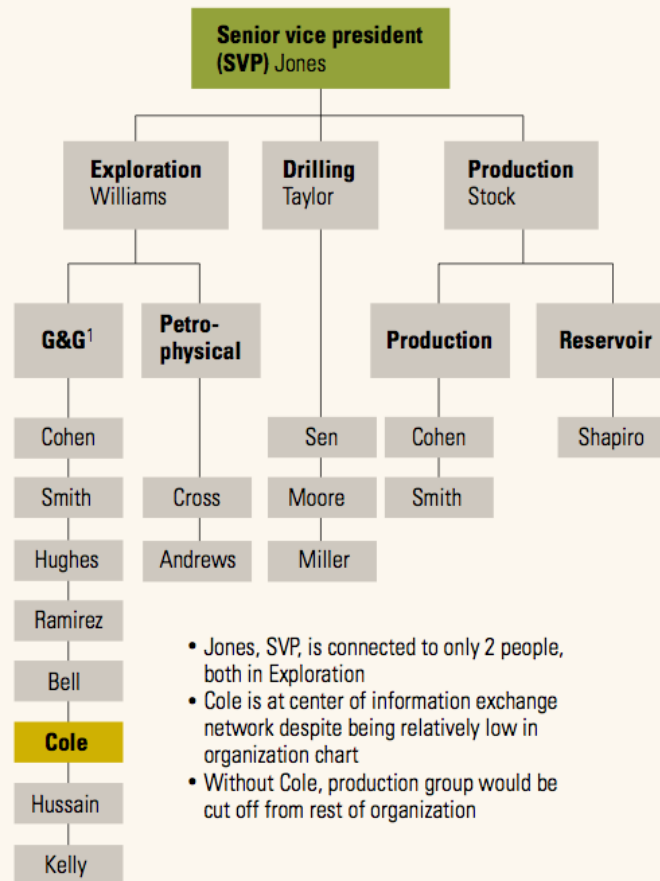 Senior vice president
(SVP) Jones
Exploration
Williams
Drilling
Taylor
Production
Stock
G&G¹
Petro-
physical
Production
Reservoir
Cohen
Smith
Hughes
Ramirez
Bell
Cole
Hussain
Kelly
Cross
Andrews
Sen
Moore
Miller
Cohen
Smith
Shapiro
• Jones, SVP, is connected to only 2 people,
both in Exploration
• Cole is at center of information exchange
network despite being relatively low in
organization chart
• Without Cole, production group would be
cut off from rest of organization